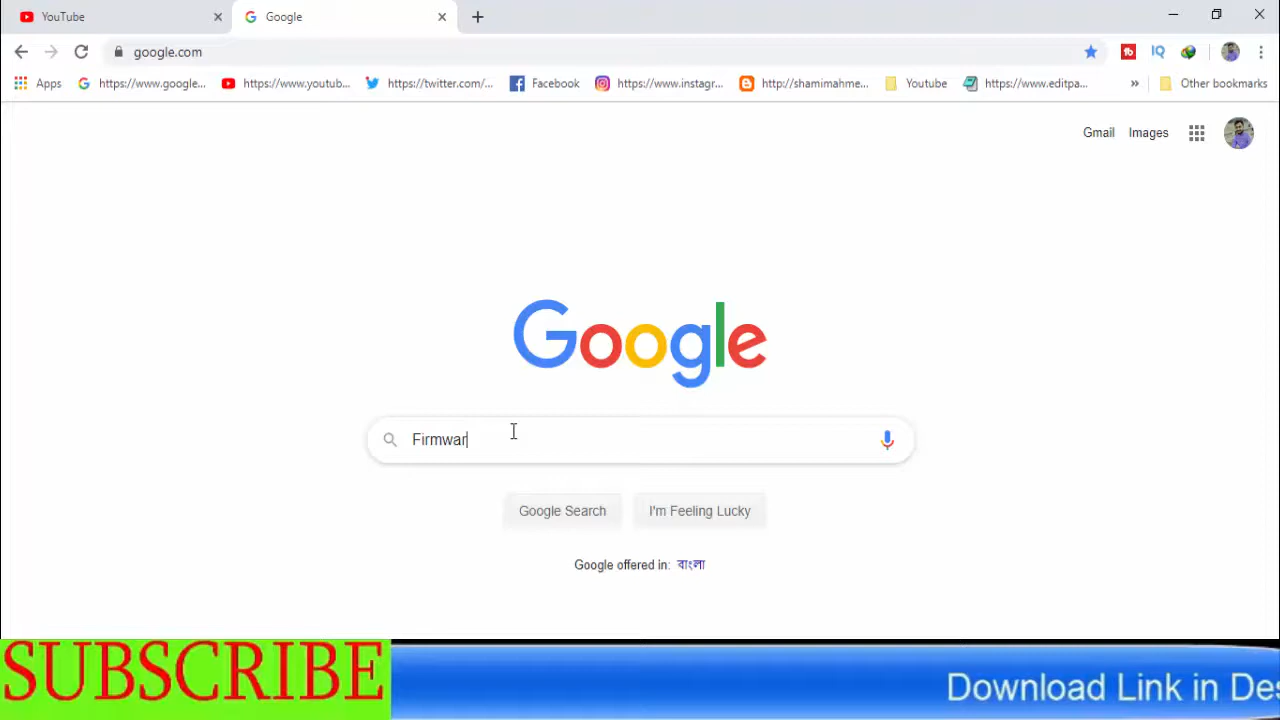 YouTube
Google
google.com
Apps
https://www.google...
https://www.youtub...
https://twitter.com/...
Facebook
https://www.instagr...
http://shamimahme...
Youtube
https://www.editpa...
»
Other bookmarks
Gmail
Images
Google
Firmwar
Google Search
I'm Feeling Lucky
Google offered in: বাংলা
SUBSCRIBE
Download Link in Des